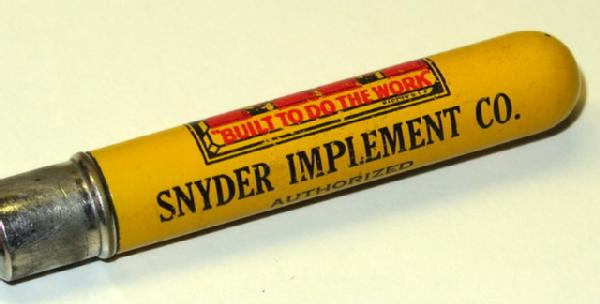 "BUILT TO DO THE WORK"
SNYDER IMPLEMENT CO.
AUTHORIZED